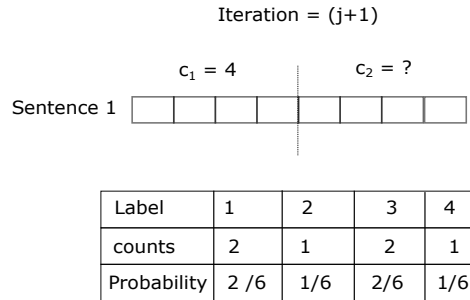 Iteration = (j+1)
c₁ = 4 c₂ = ?
Sentence 1
Label 1 2 3 4
counts 2 1 2 1
Probability 2 /6 1/6 2/6 1/6